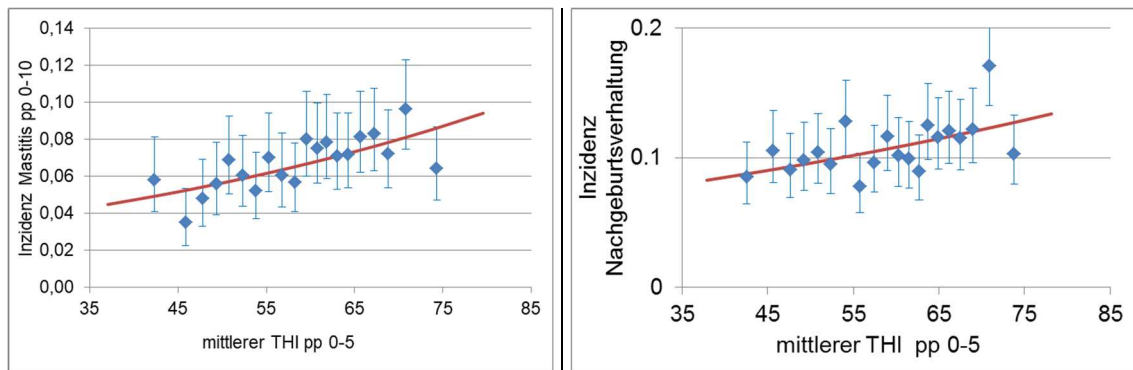 0,14
0,12
0,10
0,08
0,06
0,04
0,02
0,00
Inzidenz Mastitis pp 0-10
35 45 55 65 75 85
mittlerer THI pp 0-5
0.2
0.1
0
Inzidenz
Nachgeburtsverhaltung
35 45 55 65 75 85
mittlerer THI pp 0-5